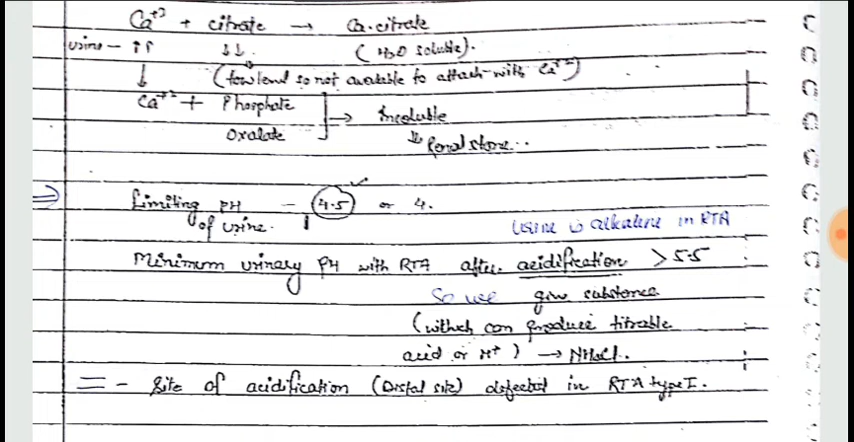 Ca+2 + citrate → Ca-citrate
urine - ↑↑ ↓↓ (H2O soluble).
↓ (low level so not available to attach with Ca+2)
Ca+2 + Phosphate
Oxalate → Insoluble
↓ Renal stone..
⇒ Limiting PH of urine. - 4.5 or 4.
Urine is alkaline in RTA
Minimum urinary PH with RTA after acidification > 5.5
So we give substance
(which can produce titrable
acid or H+) → NH4Cl.
= - Site of acidification (Distal site) defected in RTA type I.